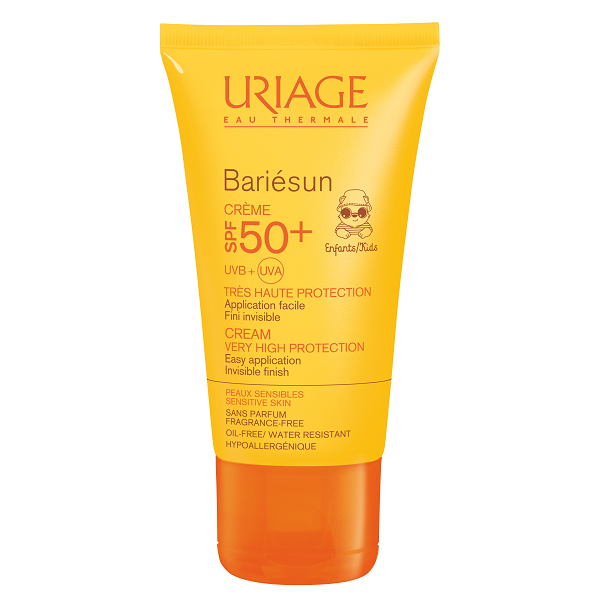 URIAGE
EAU THERMALE
Bariésun
CRÈME
SPF 50+
Enfants/Kids
UVB + UVA
TRÈS HAUTE PROTECTION
Application facile
Fini invisible
CREAM
VERY HIGH PROTECTION
Easy application
Invisible finish
PEAUX SENSIBLES
SENSITIVE SKIN
SANS PARFUM
FRAGRANCE-FREE
OIL-FREE/ WATER RESISTANT
HYPOALLERGÉNIQUE